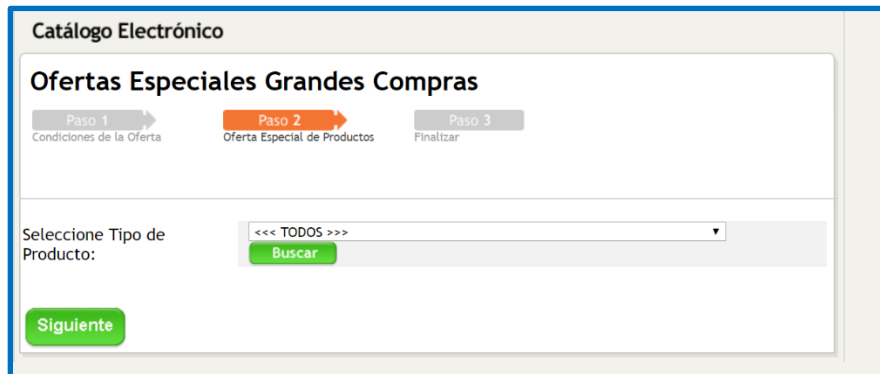 Catálogo Electrónico
Ofertas Especiales Grandes Compras
Paso 1
Paso 2
Paso 3
Condiciones de la Oferta
Oferta Especial de Productos
Finalizar
Seleccione Tipo de
Producto:
<<< TODOS >>>
Buscar
Siguiente